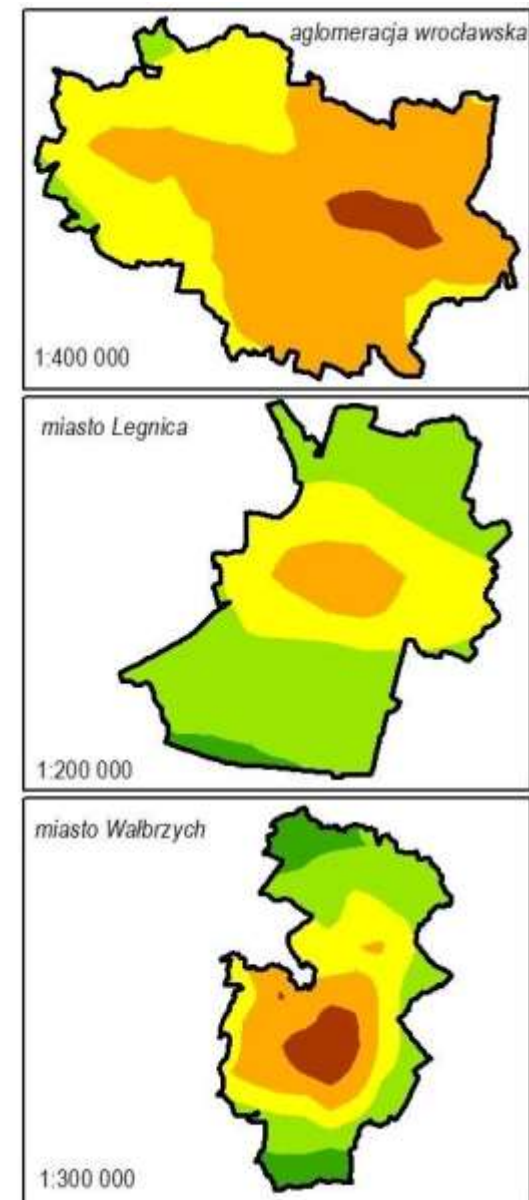 aglomeracja wrocławska
1:400 000
miasto Legnica
1:200 000
miasto Wałbrzych
1:300 000